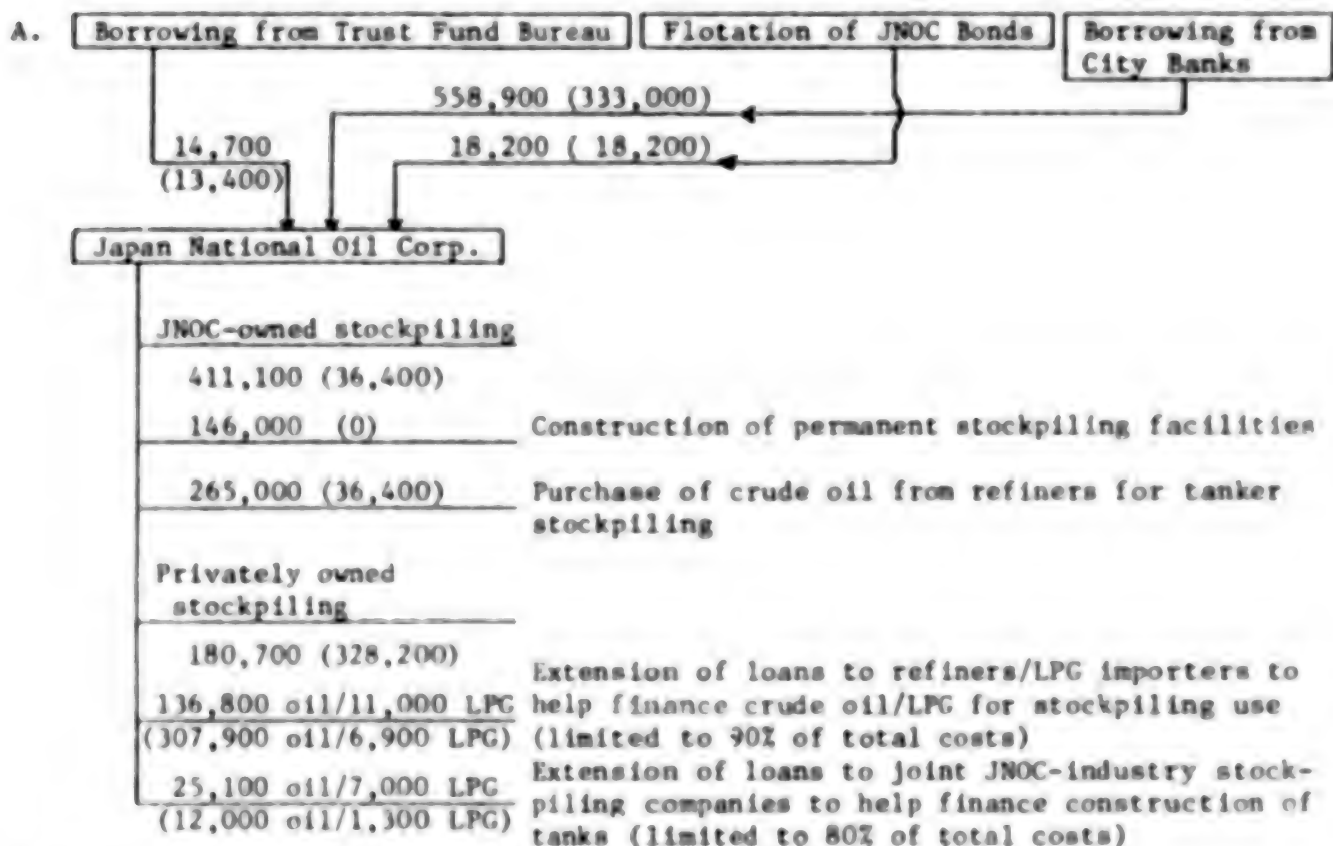 A.
Borrowing from Trust Fund Bureau
Flotation of JNOC Bonds
Borrowing from
City Banks
558,900 (333,000)
14,700
(13,400)
18,200 ( 18,200)
Japan National Oil Corp.
JNOC-owned stockpiling
411,100 (36,400)
146,000 (0)
Construction of permanent stockpiling facilities
265,000 (36,400)
Purchase of crude oil from refiners for tanker
stockpiling
Privately owned
stockpiling
180,700 (328,200)
136,800 oil/11,000 LPG
(307,900 oil/6,900 LPG)
Extension of loans to refiners/LPG importers to
help finance crude oil/LPG for stockpiling use
(limited to 90% of total costs)
25,100 oil/7,000 LPG
(12,000 oil/1,300 LPG)
Extension of loans to joint JNOC-industry stock-
piling companies to help finance construction of
tanks (limited to 80% of total costs)